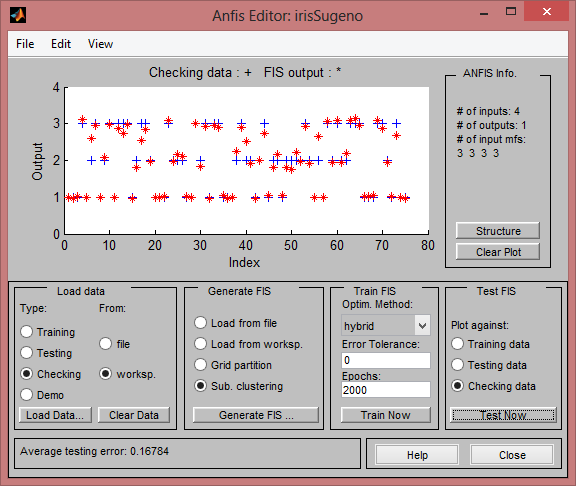 Anfis Editor: irisSugeno
File Edit View
Checking data : + FIS output : *
4
3
2
1
0
Output
0 10 20 30 40 50 60 70 80
Index
ANFIS Info.
# of inputs: 4
# of outputs: 1
# of input mfs:
3 3 3 3
Structure
Clear Plot
Load data
Type: From:
Training
Testing
Checking
Demo
file
worksp.
Load Data... Clear Data
Generate FIS
Load from file
Load from worksp.
Grid partition
Sub. clustering
Generate FIS ...
Train FIS
Optim. Method:
hybrid
Error Tolerance:
0
Epochs:
2000
Train Now
Test FIS
Plot against:
Training data
Testing data
Checking data
Test Now
Average testing error: 0.16784
Help Close